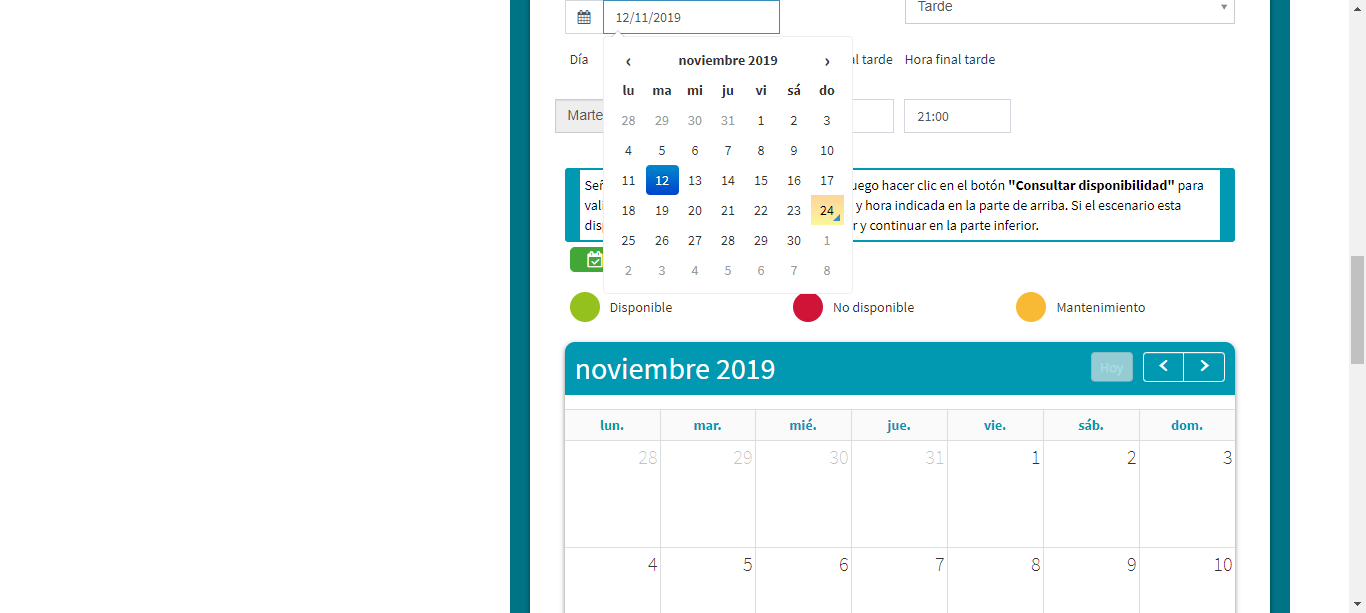 12/11/2019
Tarde
Día
al tarde
Hora final tarde
Marte
21:00
‹ noviembre 2019 ›
lu ma mi ju vi sá do
28 29 30 31 1 2 3
4 5 6 7 8 9 10
11 12 13 14 15 16 17
18 19 20 21 22 23 24
25 26 27 28 29 30 1
2 3 4 5 6 7 8
Señ uego hacer clic en el botón "Consultar disponibilidad" para
vali y hora indicada en la parte de arriba. Si el escenario esta
disp r y continuar en la parte inferior.
Disponible
No disponible
Mantenimiento
noviembre 2019
Hoy
lun. mar. mié. jue. vie. sáb. dom.
28 29 30 31 1 2 3
4 5 6 7 8 9 10